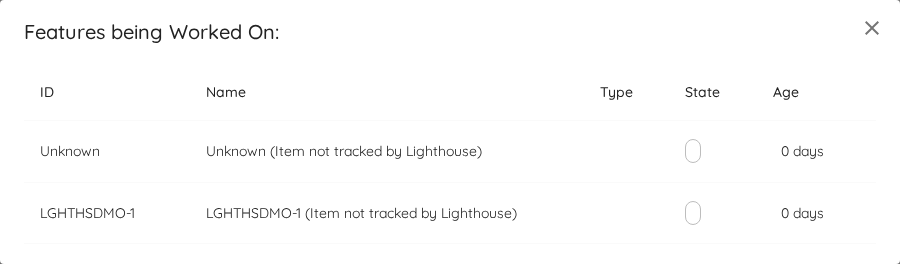 Features being Worked On:
ID Name Type State Age
Unknown Unknown (Item not tracked by Lighthouse) 0 days
LGHTHSDMO-1 LGHTHSDMO-1 (Item not tracked by Lighthouse) 0 days